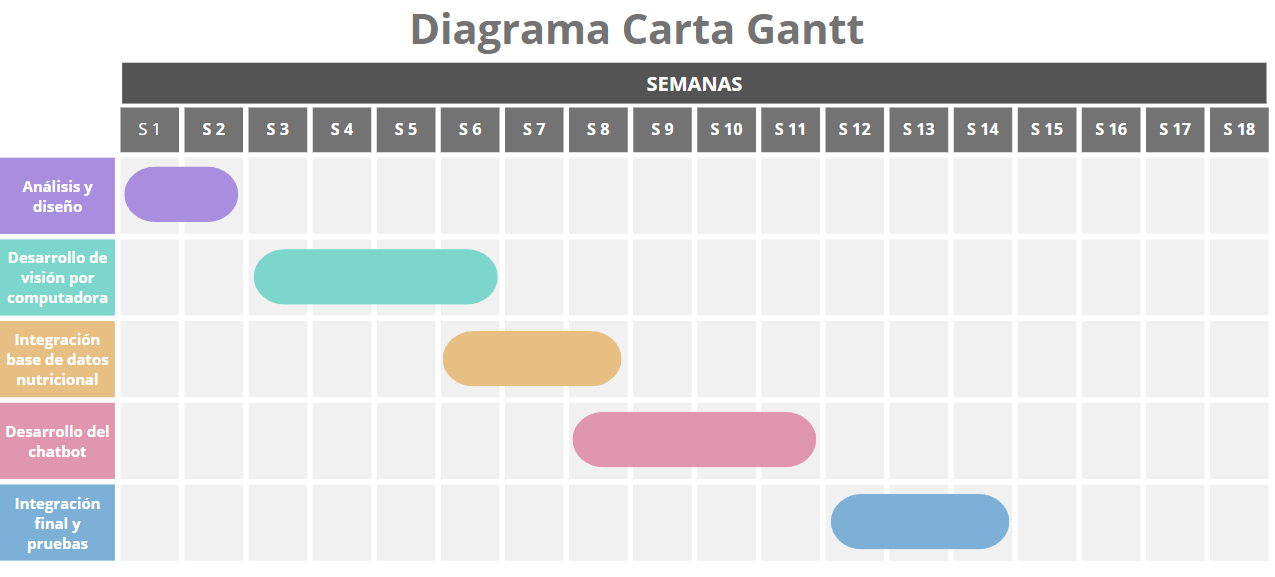 Diagrama Carta Gantt
SEMANAS
S 1 S 2 S 3 S 4 S 5 S 6 S 7 S 8 S 9 S 10 S 11 S 12 S 13 S 14 S 15 S 16 S 17 S 18
Análisis y
diseño
Desarrollo de
visión por
computadora
Integración
base de datos
nutricional
Desarrollo del
chatbot
Integración
final y
pruebas